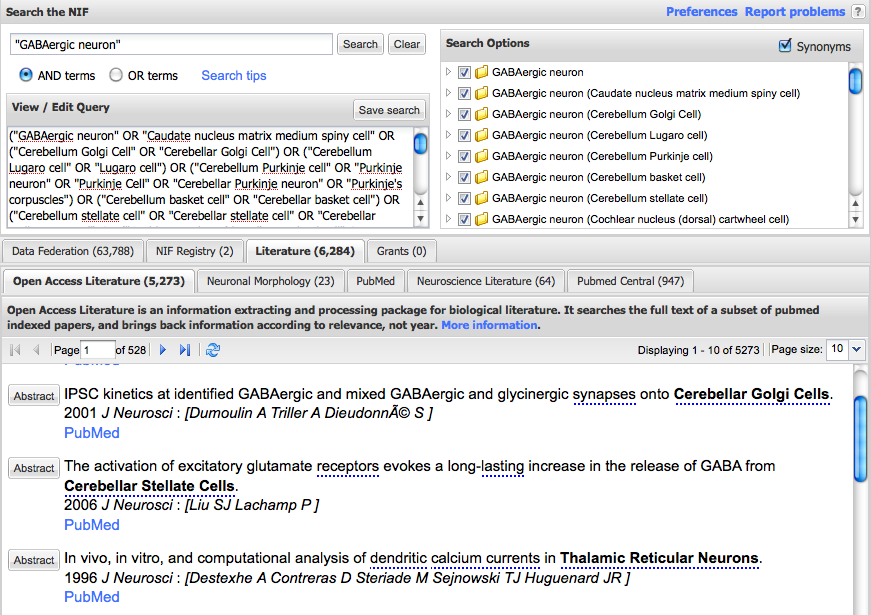 Search the NIF
Preferences Report problems ?
"GABAergic neuron"
Search
Clear
AND terms
OR terms
Search tips
View / Edit Query
Save search
("GABAergic neuron" OR "Caudate nucleus matrix medium spiny cell" OR
("Cerebellum Golgi Cell" OR "Cerebellar Golgi Cell") OR ("Cerebellum
Lugaro cell" OR "Lugaro cell") OR ("Cerebellum Purkinje cell" OR "Purkinje
neuron" OR "Purkinje Cell" OR "Cerebellar Purkinje neuron" OR "Purkinje's
corpuscles") OR ("Cerebellum basket cell" OR "Cerebellar basket cell") OR
("Cerebellum stellate cell" OR "Cerebellar stellate cell" OR "Cerebellar
Search Options
Synonyms
GABAergic neuron
GABAergic neuron (Caudate nucleus matrix medium spiny cell)
GABAergic neuron (Cerebellum Golgi Cell)
GABAergic neuron (Cerebellum Lugaro cell)
GABAergic neuron (Cerebellum Purkinje cell)
GABAergic neuron (Cerebellum basket cell)
GABAergic neuron (Cerebellum stellate cell)
GABAergic neuron (Cochlear nucleus (dorsal) cartwheel cell)
Data Federation (63,788)
NIF Registry (2)
Literature (6,284)
Grants (0)
Open Access Literature (5,273)
Neuronal Morphology (23)
PubMed
Neuroscience Literature (64)
Pubmed Central (947)
Open Access Literature is an information extracting and processing package for biological literature. It searches the full text of a subset of pubmed
indexed papers, and brings back information according to relevance, not year. More information.
Page 1 of 528
Displaying 1 - 10 of 5273
Page size: 10
PubMed
Abstract
IPSC kinetics at identified GABAergic and mixed GABAergic and glycinergic synapses onto Cerebellar Golgi Cells.
2001 J Neurosci : [Dumoulin A Triller A DieudonnÃ© S ]
PubMed
Abstract
The activation of excitatory glutamate receptors evokes a long-lasting increase in the release of GABA from
Cerebellar Stellate Cells.
2006 J Neurosci : [Liu SJ Lachamp P ]
PubMed
Abstract
In vivo, in vitro, and computational analysis of dendritic calcium currents in Thalamic Reticular Neurons.
1996 J Neurosci : [Destexhe A Contreras D Steriade M Sejnowski TJ Huguenard JR ]
PubMed